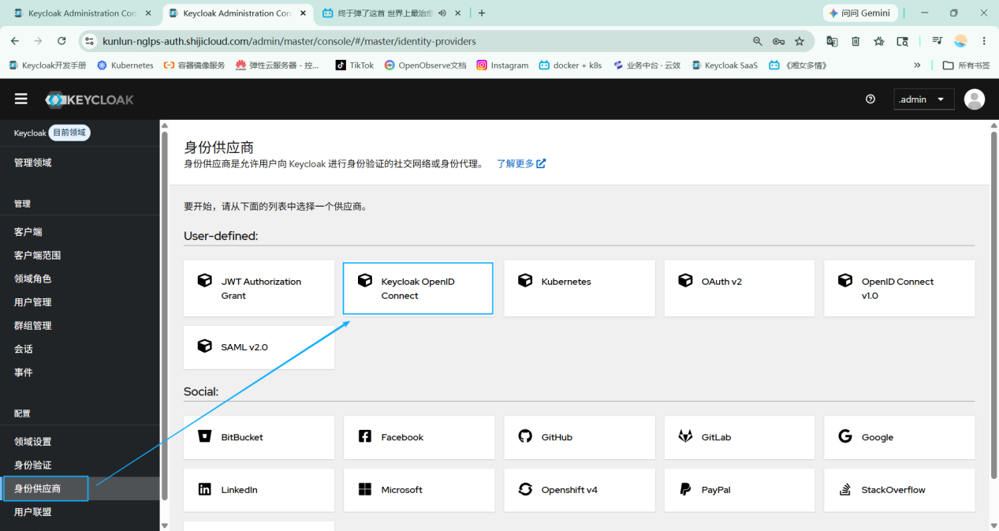 Keycloak Administration Con
Keycloak Administration Con
终于弹了这首 世界上最治愈
问问 Gemini
kunlun-nglps-auth.shijicloud.com/admin/master/console/#/master/identity-providers
Keycloak开发手册
Kubernetes
容器镜像服务
弹性云服务器 - 控...
TikTok
OpenObserve文档
Instagram
docker + k8s
业务中台 · 云效
Keycloak SaaS
《湘女多情》
所有书签
KEYCLOAK
.admin
Keycloak 目前领域
管理领域
管理
客户端
客户端范围
领域角色
用户管理
群组管理
会话
事件
配置
领域设置
身份验证
身份供应商
用户联盟
身份供应商
身份供应商是允许用户向 Keycloak 进行身份验证的社交网络或身份代理。 了解更多
要开始，请从下面的列表中选择一个供应商。
User-defined:
JWT Authorization
Grant
Keycloak OpenID
Connect
Kubernetes
OAuth v2
OpenID Connect
v1.0
SAML v2.0
Social:
BitBucket
Facebook
GitHub
GitLab
Google
LinkedIn
Microsoft
Openshift v4
PayPal
StackOverflow